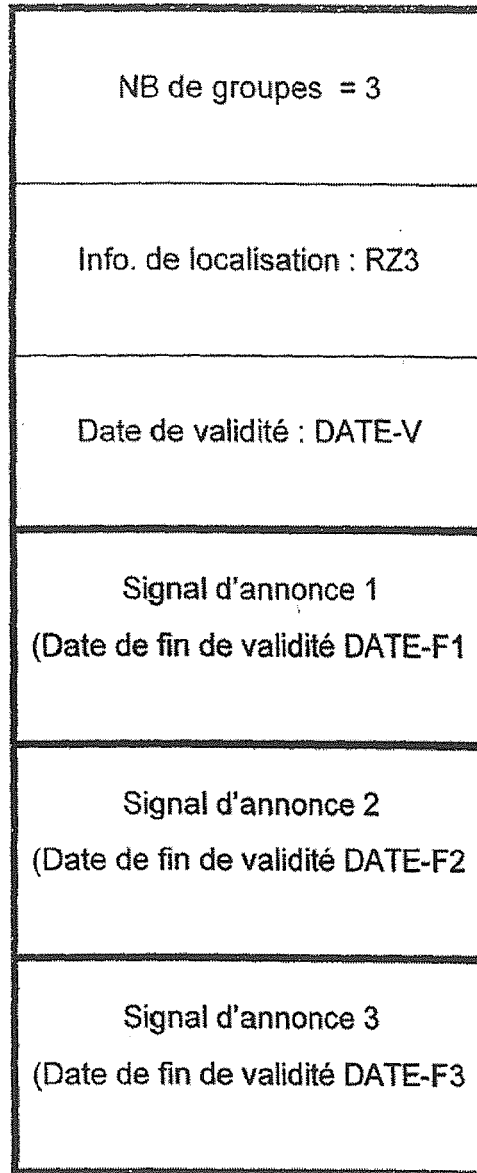 NB de groupes = 3
Info. de localisation : RZ3
Date de validité : DATE-V
Signal d'annonce 1
(Date de fin de validité DATE-F1
Signal d'annonce 2
(Date de fin de validité DATE-F2
Signal d'annonce 3
(Date de fin de validité DATE-F3